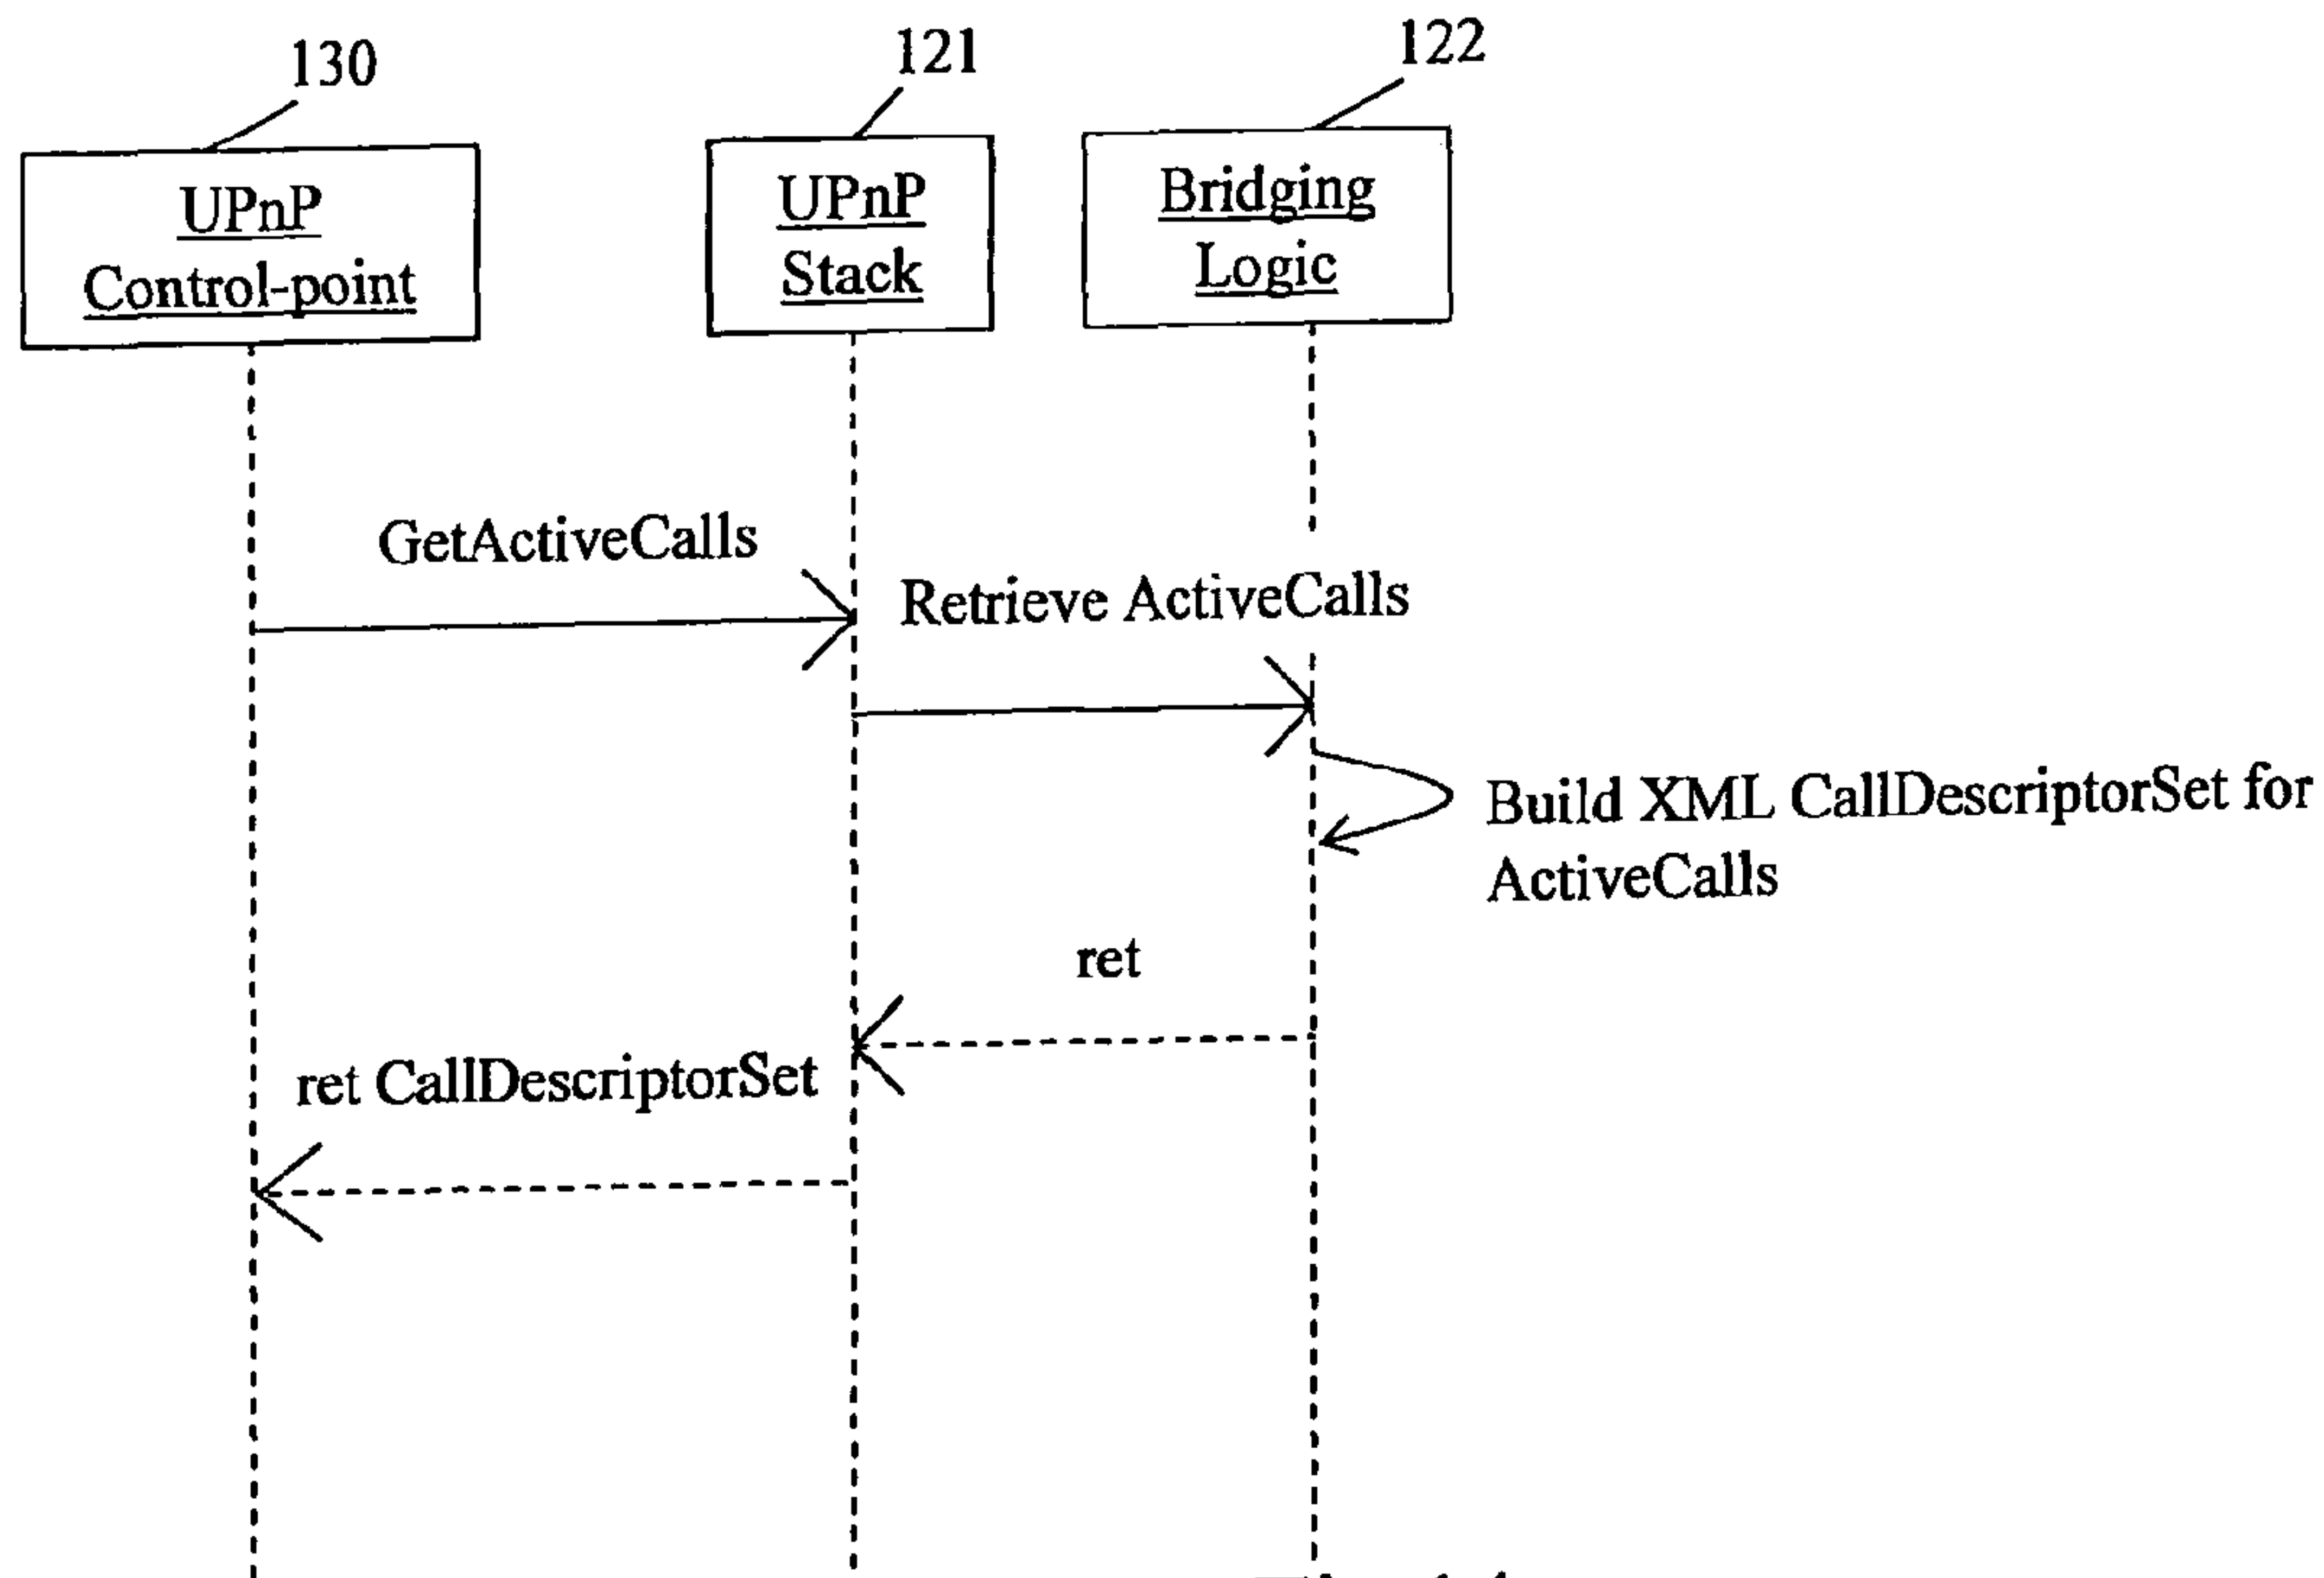 130
121
122
UPnP
Control-point
UPnP
Stack
Bridging
Logic
GetActiveCalls
Retrieve ActiveCalls
Build XML CallDescriptorSet for
ActiveCalls
ret
ret CallDescriptorSet